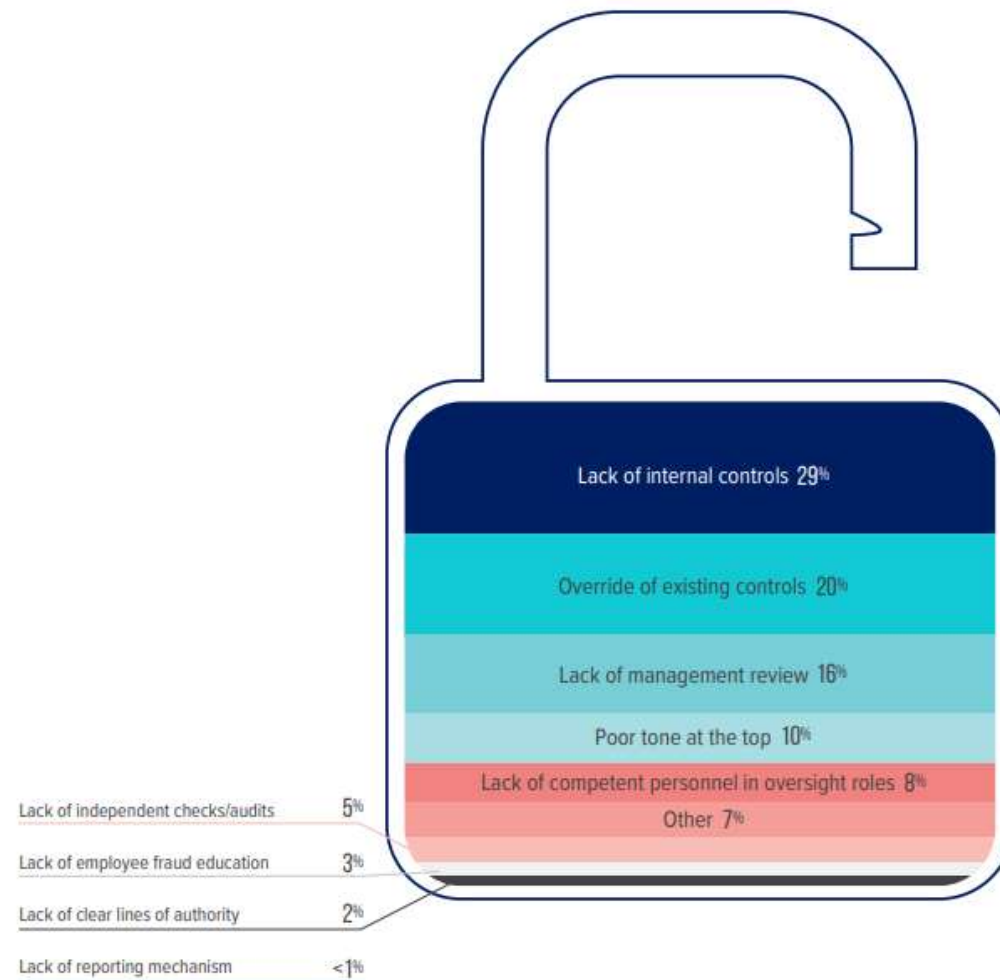 Lack of internal controls 29%
Override of existing controls 20%
Lack of management review 16%
Poor tone at the top 10%
Lack of competent personnel in oversight roles 8%
Other 7%
Lack of independent checks/audits 5%
Lack of employee fraud education 3%
Lack of clear lines of authority 2%
Lack of reporting mechanism <1%